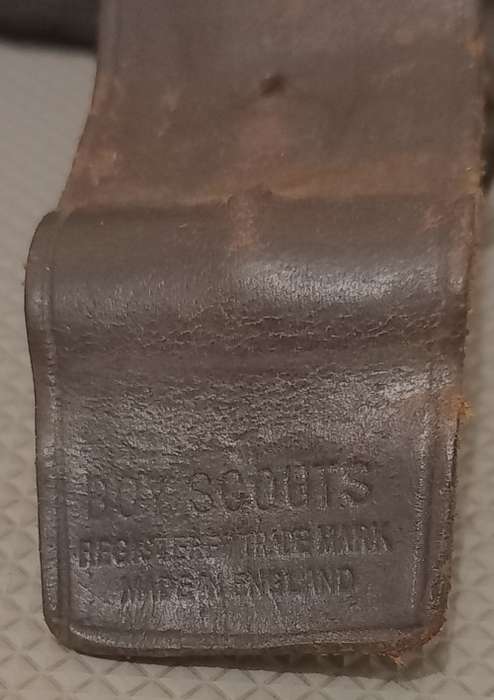 BOY SCOUTS
REGISTERED TRADE MARK
MADE IN ENGLAND